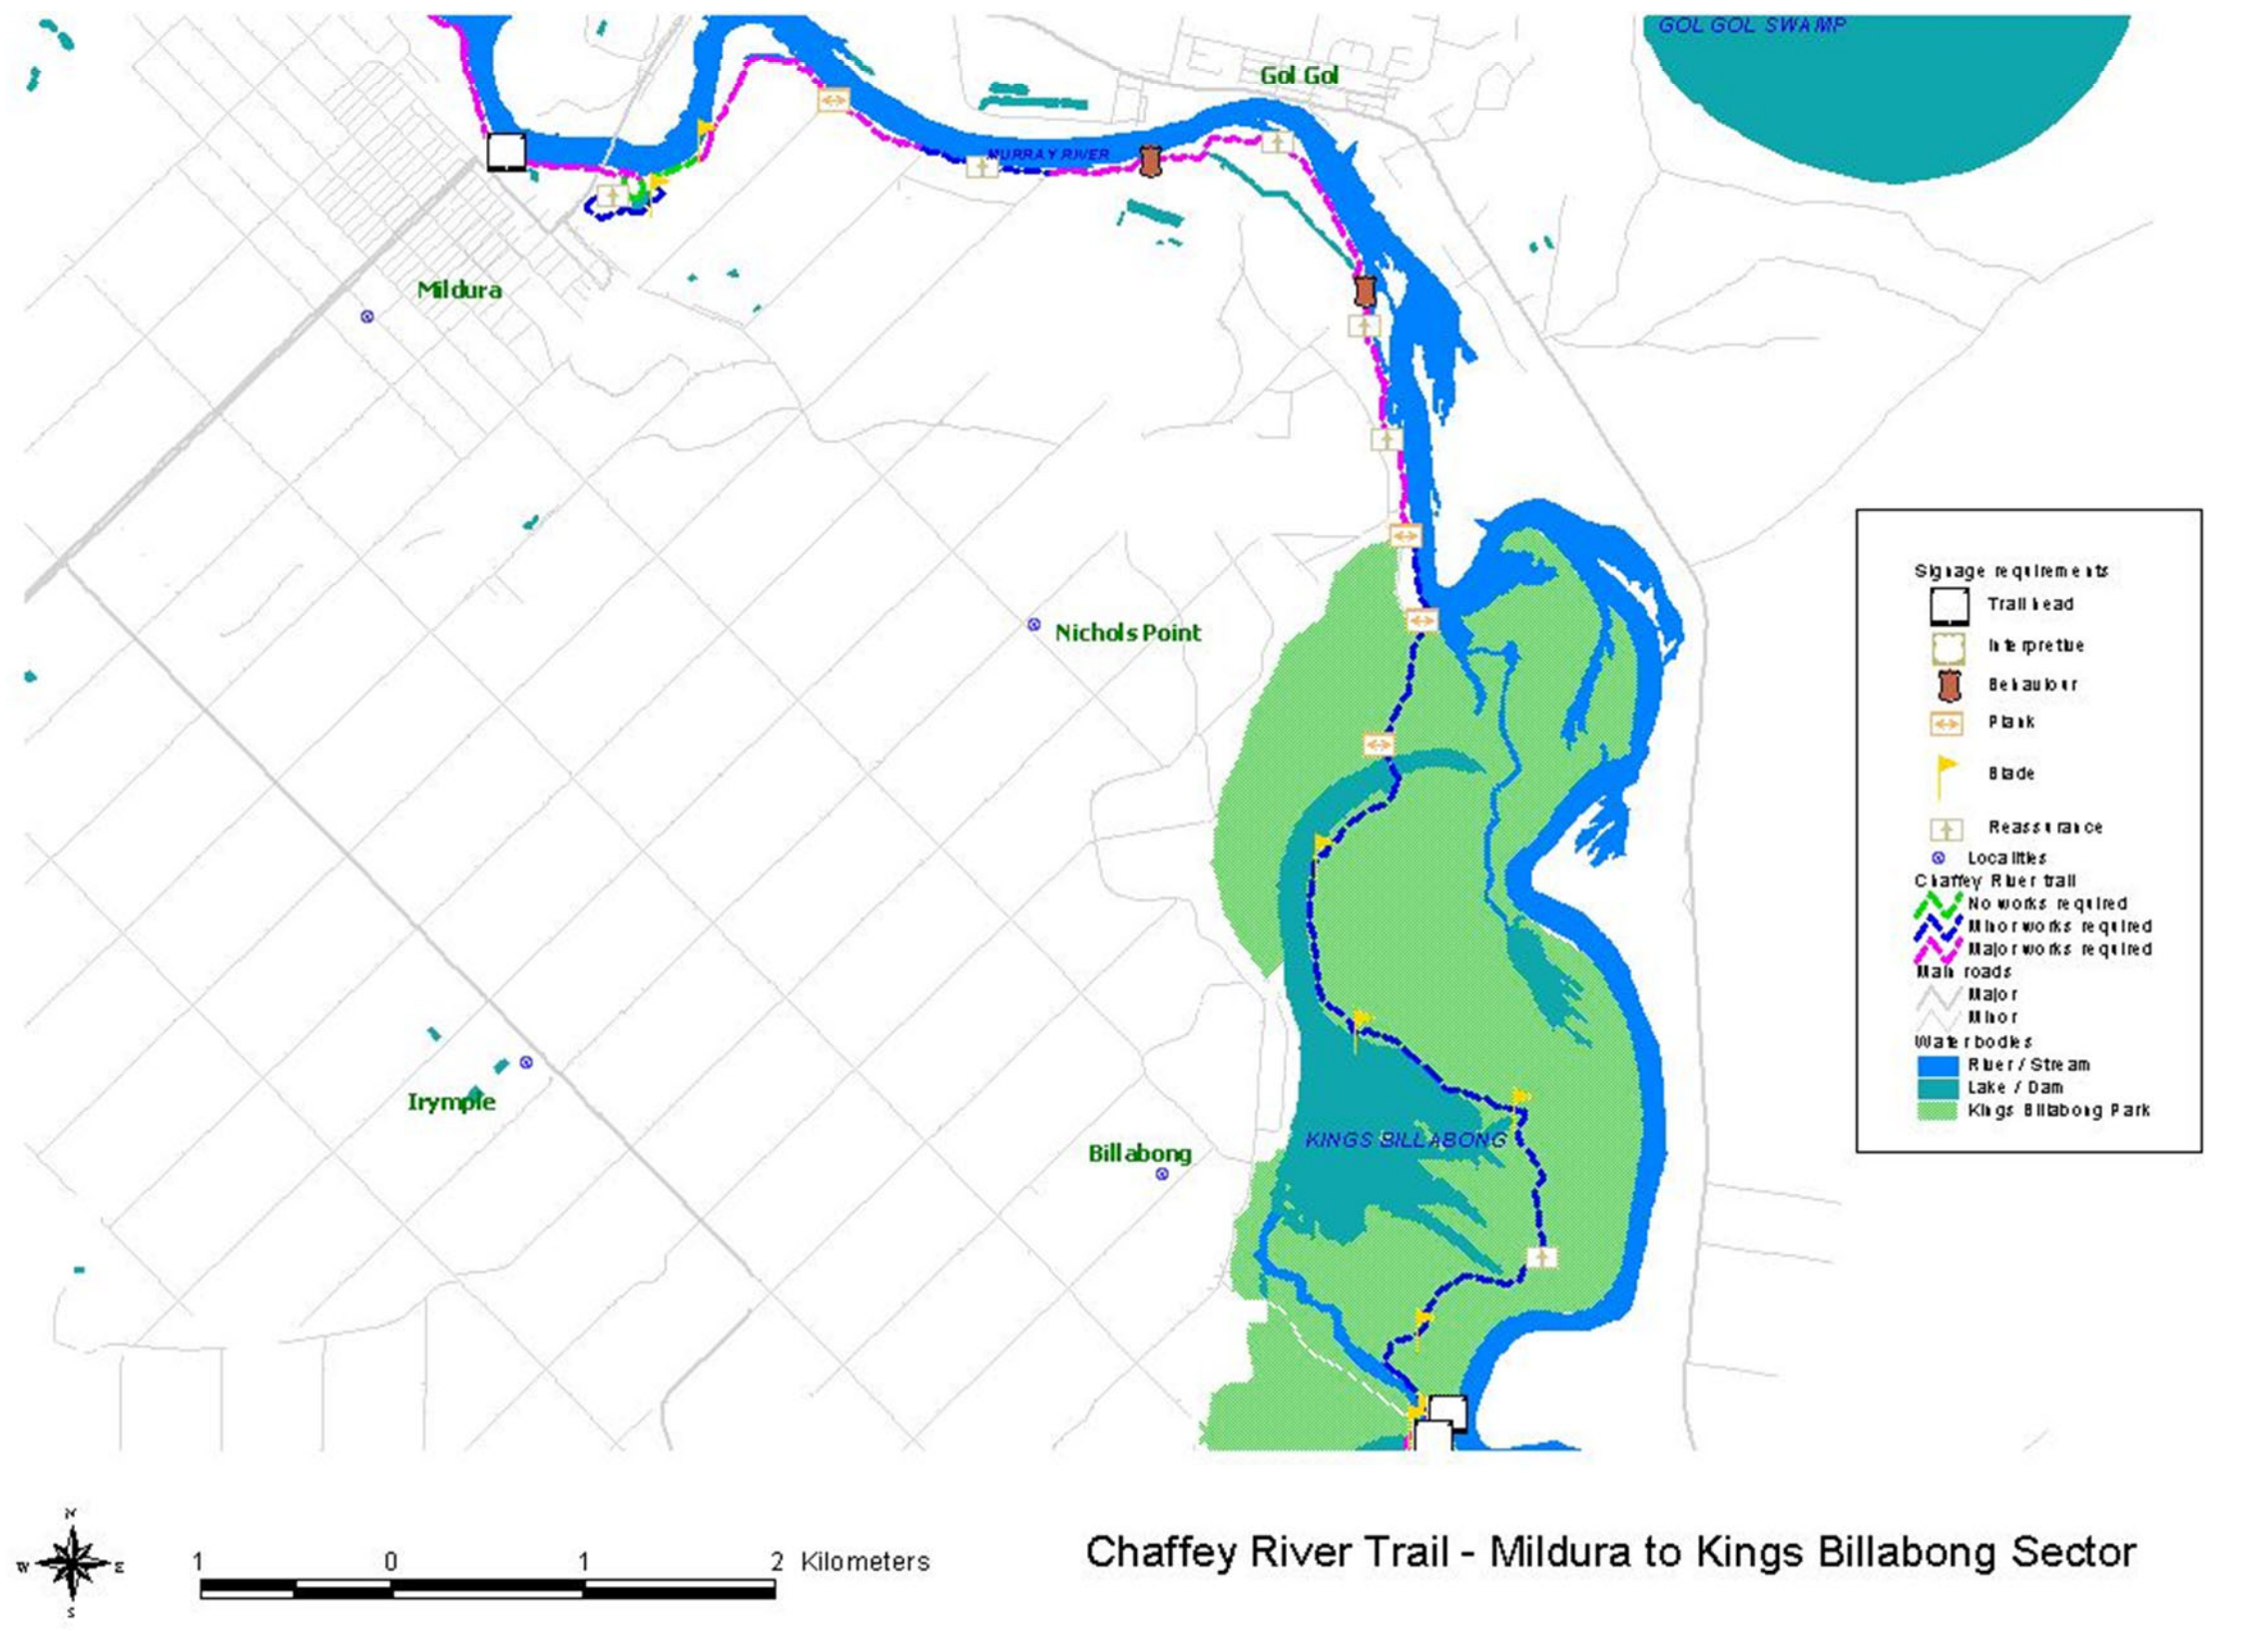 GOL GOL SWAMP
Gol Gol
MURRAY RIVER
Mildura
Nichols Point
Irymple
Billabong
KINGS BILLABONG
Signage requirements
Trail head
Interpretive
Behaviour
Plank
Blade
Reassurance
Localities
Chaffey River trail
No works required
Minor works required
Major works required
Main roads
Major
Minor
Waterbodies
River / Stream
Lake / Dam
Kings Billabong Park
N
W E
S
1 0 1 2 Kilometers
Chaffey River Trail - Mildura to Kings Billabong Sector